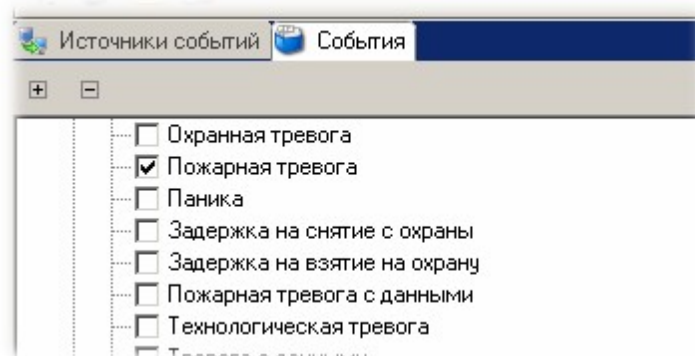 Источники событий События
Охранная тревога
Пожарная тревога
Паника
Задержка на снятие с охраны
Задержка на взятие на охрану
Пожарная тревога с данными
Технологическая тревога